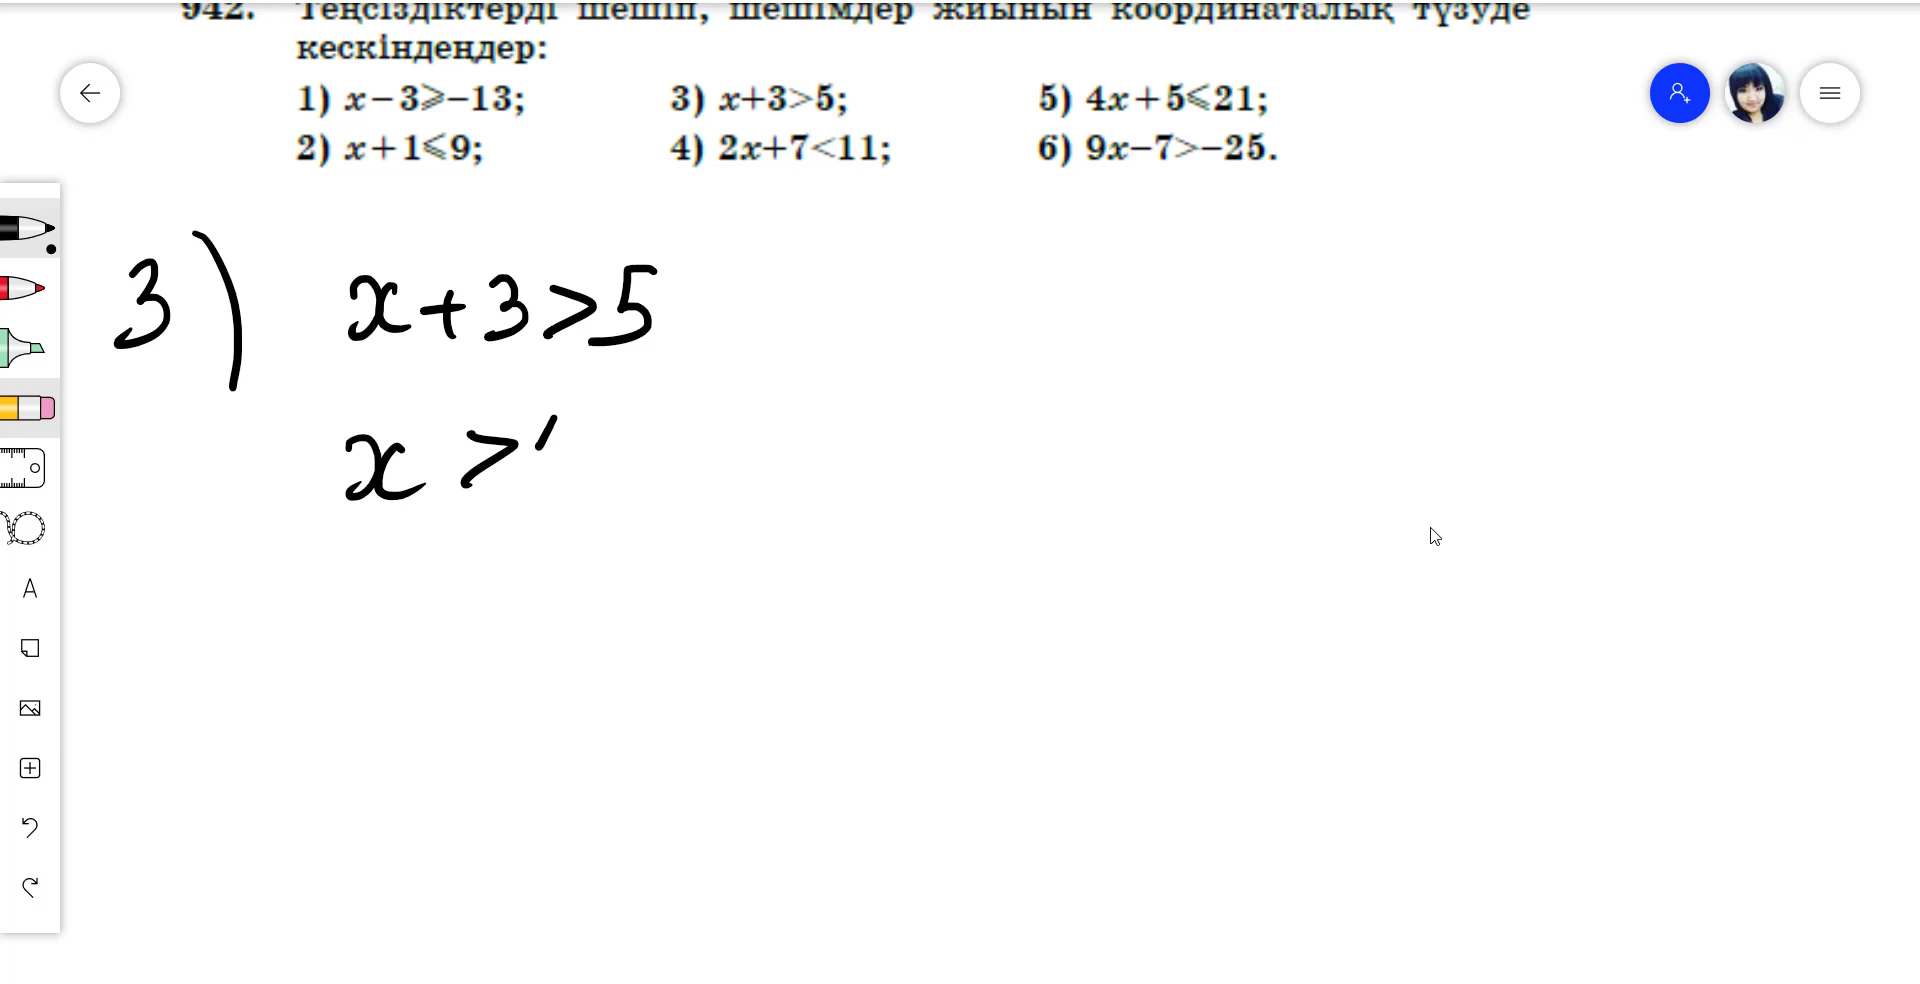 942. Теңсіздіктерді шешіп, шешімдер жиынын координаталық түзуде
кескіндеңдер:
1) x−3⩾−13; 3) x+3>5; 5) 4x+5⩽21;
2) x+1⩽9; 4) 2x+7<11; 6) 9x−7>−25.
3) x+3>5
x >
A